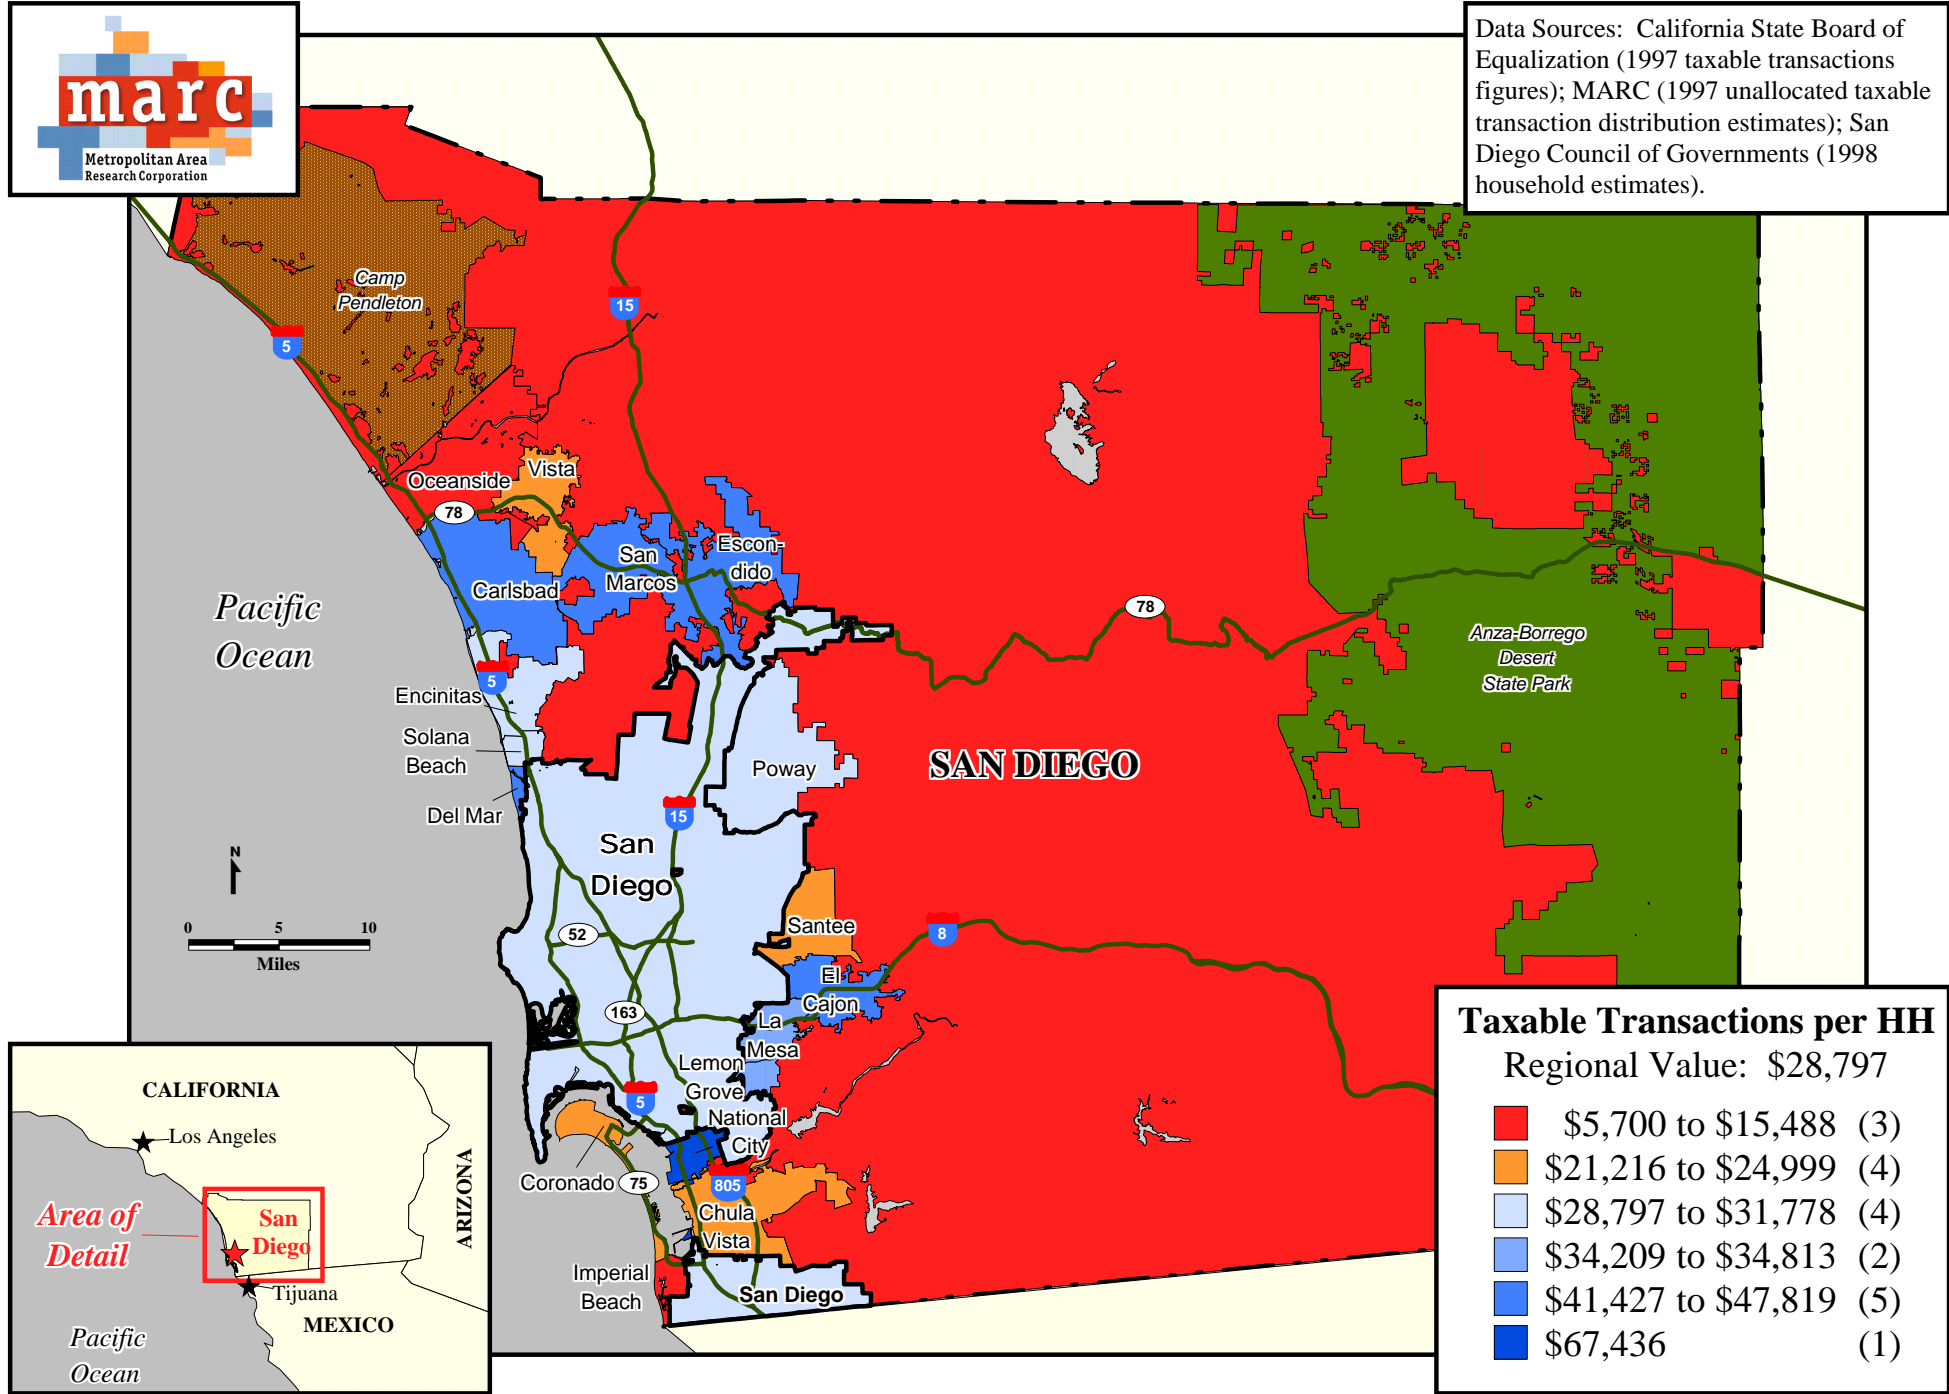 marc
Metropolitan Area
Research Corporation
Data Sources:  California State Board of
Equalization (1997 taxable transactions
figures); MARC (1997 unallocated taxable
transaction distribution estimates); San
Diego Council of Governments (1998
household estimates).
Camp
Pendleton
15
5
Oceanside
Vista
78
San
Marcos
Escon-
dido
Carlsbad
78
Pacific
Ocean
Anza-Borrego
Desert
State Park
5
Encinitas
Solana
Beach
Del Mar
Poway
SAN DIEGO
15
San
Diego
N
0 5 10
Miles
52
Santee
8
El
Cajon
163
La
Mesa
Lemon
Grove
5
National
City
Coronado
75
805
Chula
Vista
Imperial
Beach
San Diego
CALIFORNIA
Los Angeles
ARIZONA
Area of
Detail
San
Diego
Tijuana
MEXICO
Pacific
Ocean
Taxable Transactions per HH
Regional Value:  $28,797
$5,700 to $15,488 (3)
$21,216 to $24,999 (4)
$28,797 to $31,778 (4)
$34,209 to $34,813 (2)
$41,427 to $47,819 (5)
$67,436 (1)